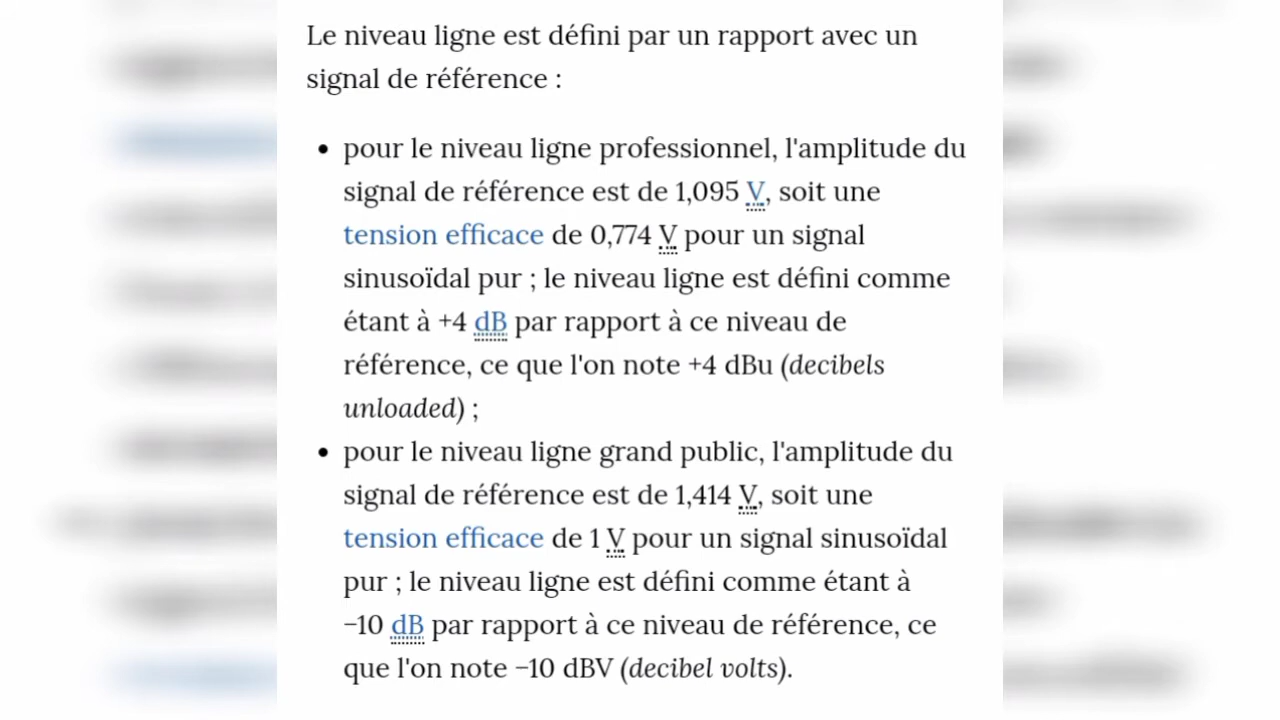 Le niveau ligne est défini par un rapport avec un
signal de référence :
• pour le niveau ligne professionnel, l'amplitude du
signal de référence est de 1,095 V, soit une
tension efficace de 0,774 V pour un signal
sinusoïdal pur ; le niveau ligne est défini comme
étant à +4 dB par rapport à ce niveau de
référence, ce que l'on note +4 dBu (decibels
unloaded) ;
• pour le niveau ligne grand public, l'amplitude du
signal de référence est de 1,414 V, soit une
tension efficace de 1 V pour un signal sinusoïdal
pur ; le niveau ligne est défini comme étant à
−10 dB par rapport à ce niveau de référence, ce
que l'on note −10 dBV (decibel volts).